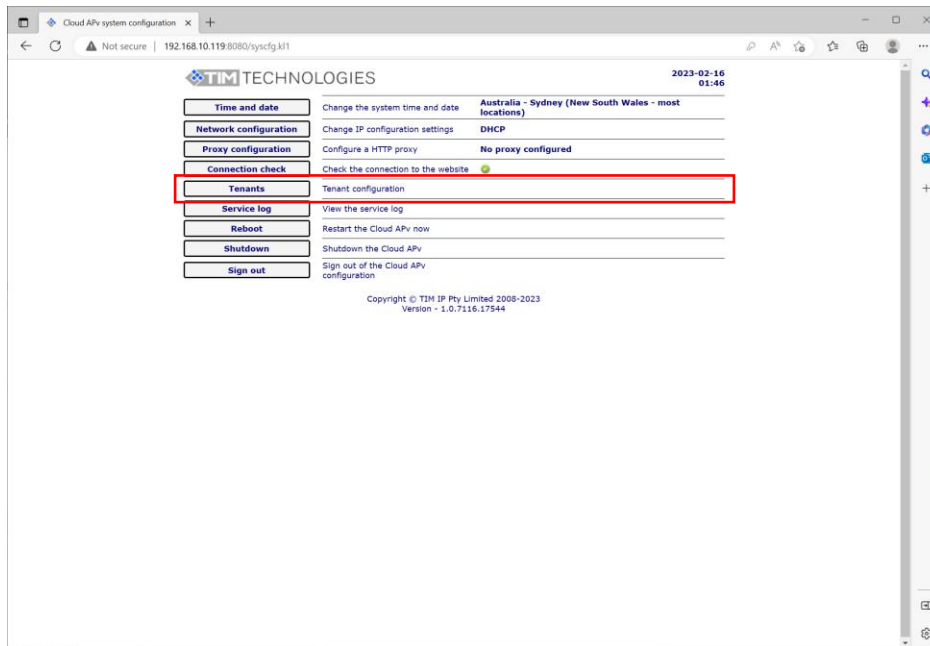 Cloud APv system configuration
Not secure | 192.168.10.119:8080/syscfg.kl1
TIM TECHNOLOGIES
2023-02-16
01:46
Time and date Change the system time and date Australia - Sydney (New South Wales - most
locations)
Network configuration Change IP configuration settings DHCP
Proxy configuration Configure a HTTP proxy No proxy configured
Connection check Check the connection to the website
Tenants Tenant configuration
Service log View the service log
Reboot Restart the Cloud APv now
Shutdown Shutdown the Cloud APv
Sign out Sign out of the Cloud APv
configuration
Copyright © TIM IP Pty Limited 2008-2023
Version - 1.0.7116.17544